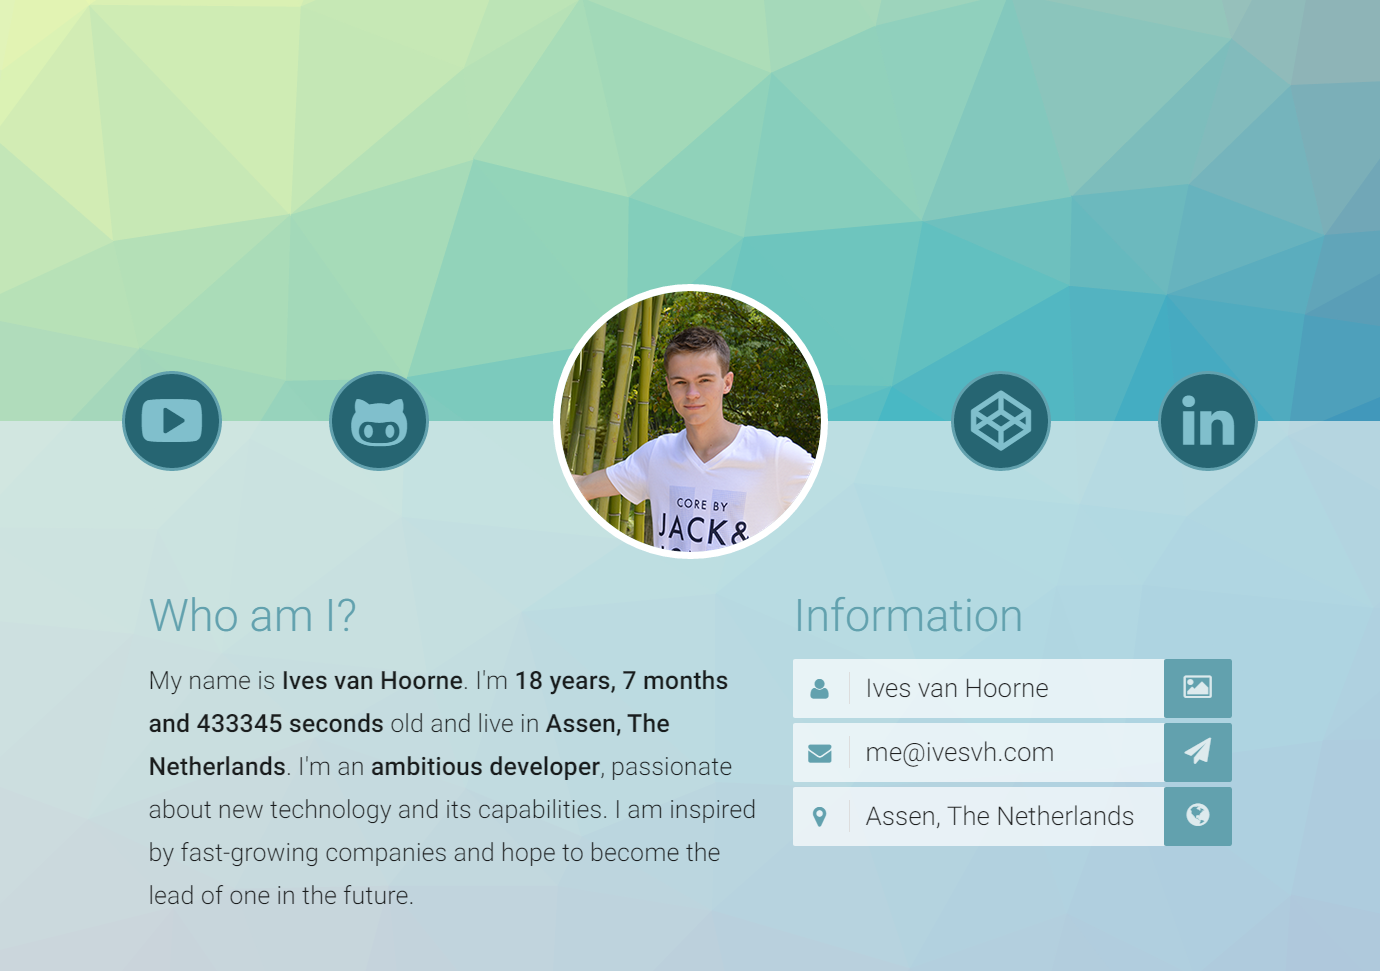 CORE BY
JACK&
Who am I?
My name is Ives van Hoorne. I'm 18 years, 7 months
and 433345 seconds old and live in Assen, The
Netherlands. I'm an ambitious developer, passionate
about new technology and its capabilities. I am inspired
by fast-growing companies and hope to become the
lead of one in the future.
Information
Ives van Hoorne
me@ivesvh.com
Assen, The Netherlands